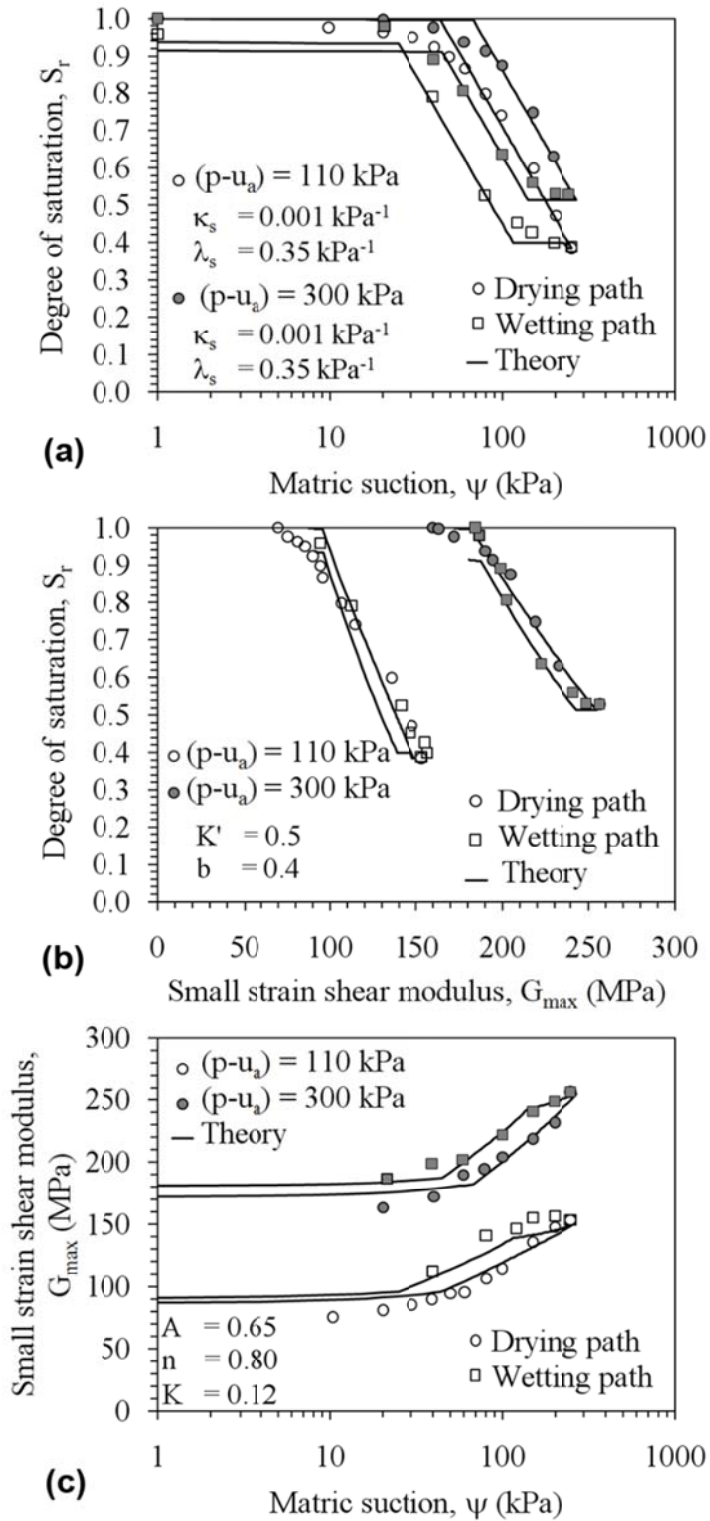 1.0
0.9
0.8
0.7
0.6
0.5
0.4
0.3
0.2
0.1
0.0
Degree of saturation, Sᵣ
(p-uₐ) = 110 kPa
κₛ = 0.001 kPa⁻¹
λₛ = 0.35 kPa⁻¹
(p-uₐ) = 300 kPa
κₛ = 0.001 kPa⁻¹
λₛ = 0.35 kPa⁻¹
Drying path
Wetting path
Theory
1 10 100 1000
(a)
Matric suction, ψ (kPa)
1.0
0.9
0.8
0.7
0.6
0.5
0.4
0.3
0.2
0.1
0
Degree of saturation, Sᵣ
(p-uₐ) = 110 kPa
(p-uₐ) = 300 kPa
K' = 0.5
b = 0.4
Drying path
Wetting path
Theory
0 50 100 150 200 250 300
(b)
Small strain shear modulus, Gₘₐₓ (MPa)
300
250
200
150
100
50
0
Small strain shear modulus,
Gₘₐₓ (MPa)
(p-uₐ) = 110 kPa
(p-uₐ) = 300 kPa
Theory
A = 0.65
n = 0.80
K = 0.12
Drying path
Wetting path
1 10 100 1000
(c)
Matric suction, ψ (kPa)